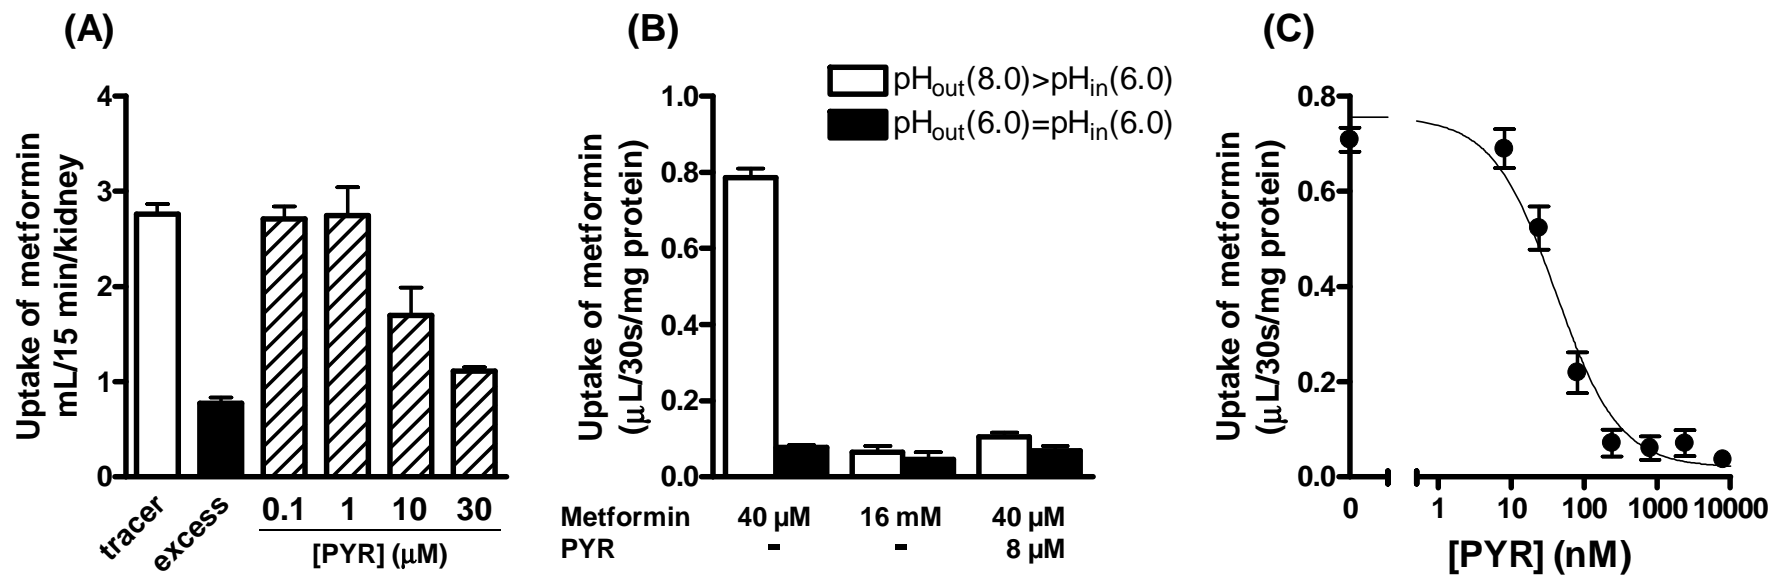 (A)
Uptake of metformin
mL/15 min/kidney
4
3
2
1
0
tracer
excess
0.1 1 10 30
[PYR] (μM)
(B)
pHout(8.0)>pHin(6.0)
pHout(6.0)=pHin(6.0)
Uptake of metformin
(μL/30s/mg protein)
1.0
0.8
0.6
0.4
0.2
0.0
Metformin 40 μM 16 mM 40 μM
PYR - - 8 μM
(C)
Uptake of metformin
(μL/30s/mg protein)
0.8
0.6
0.4
0.2
0.0
0 1 10 100 1000 10000
[PYR] (nM)